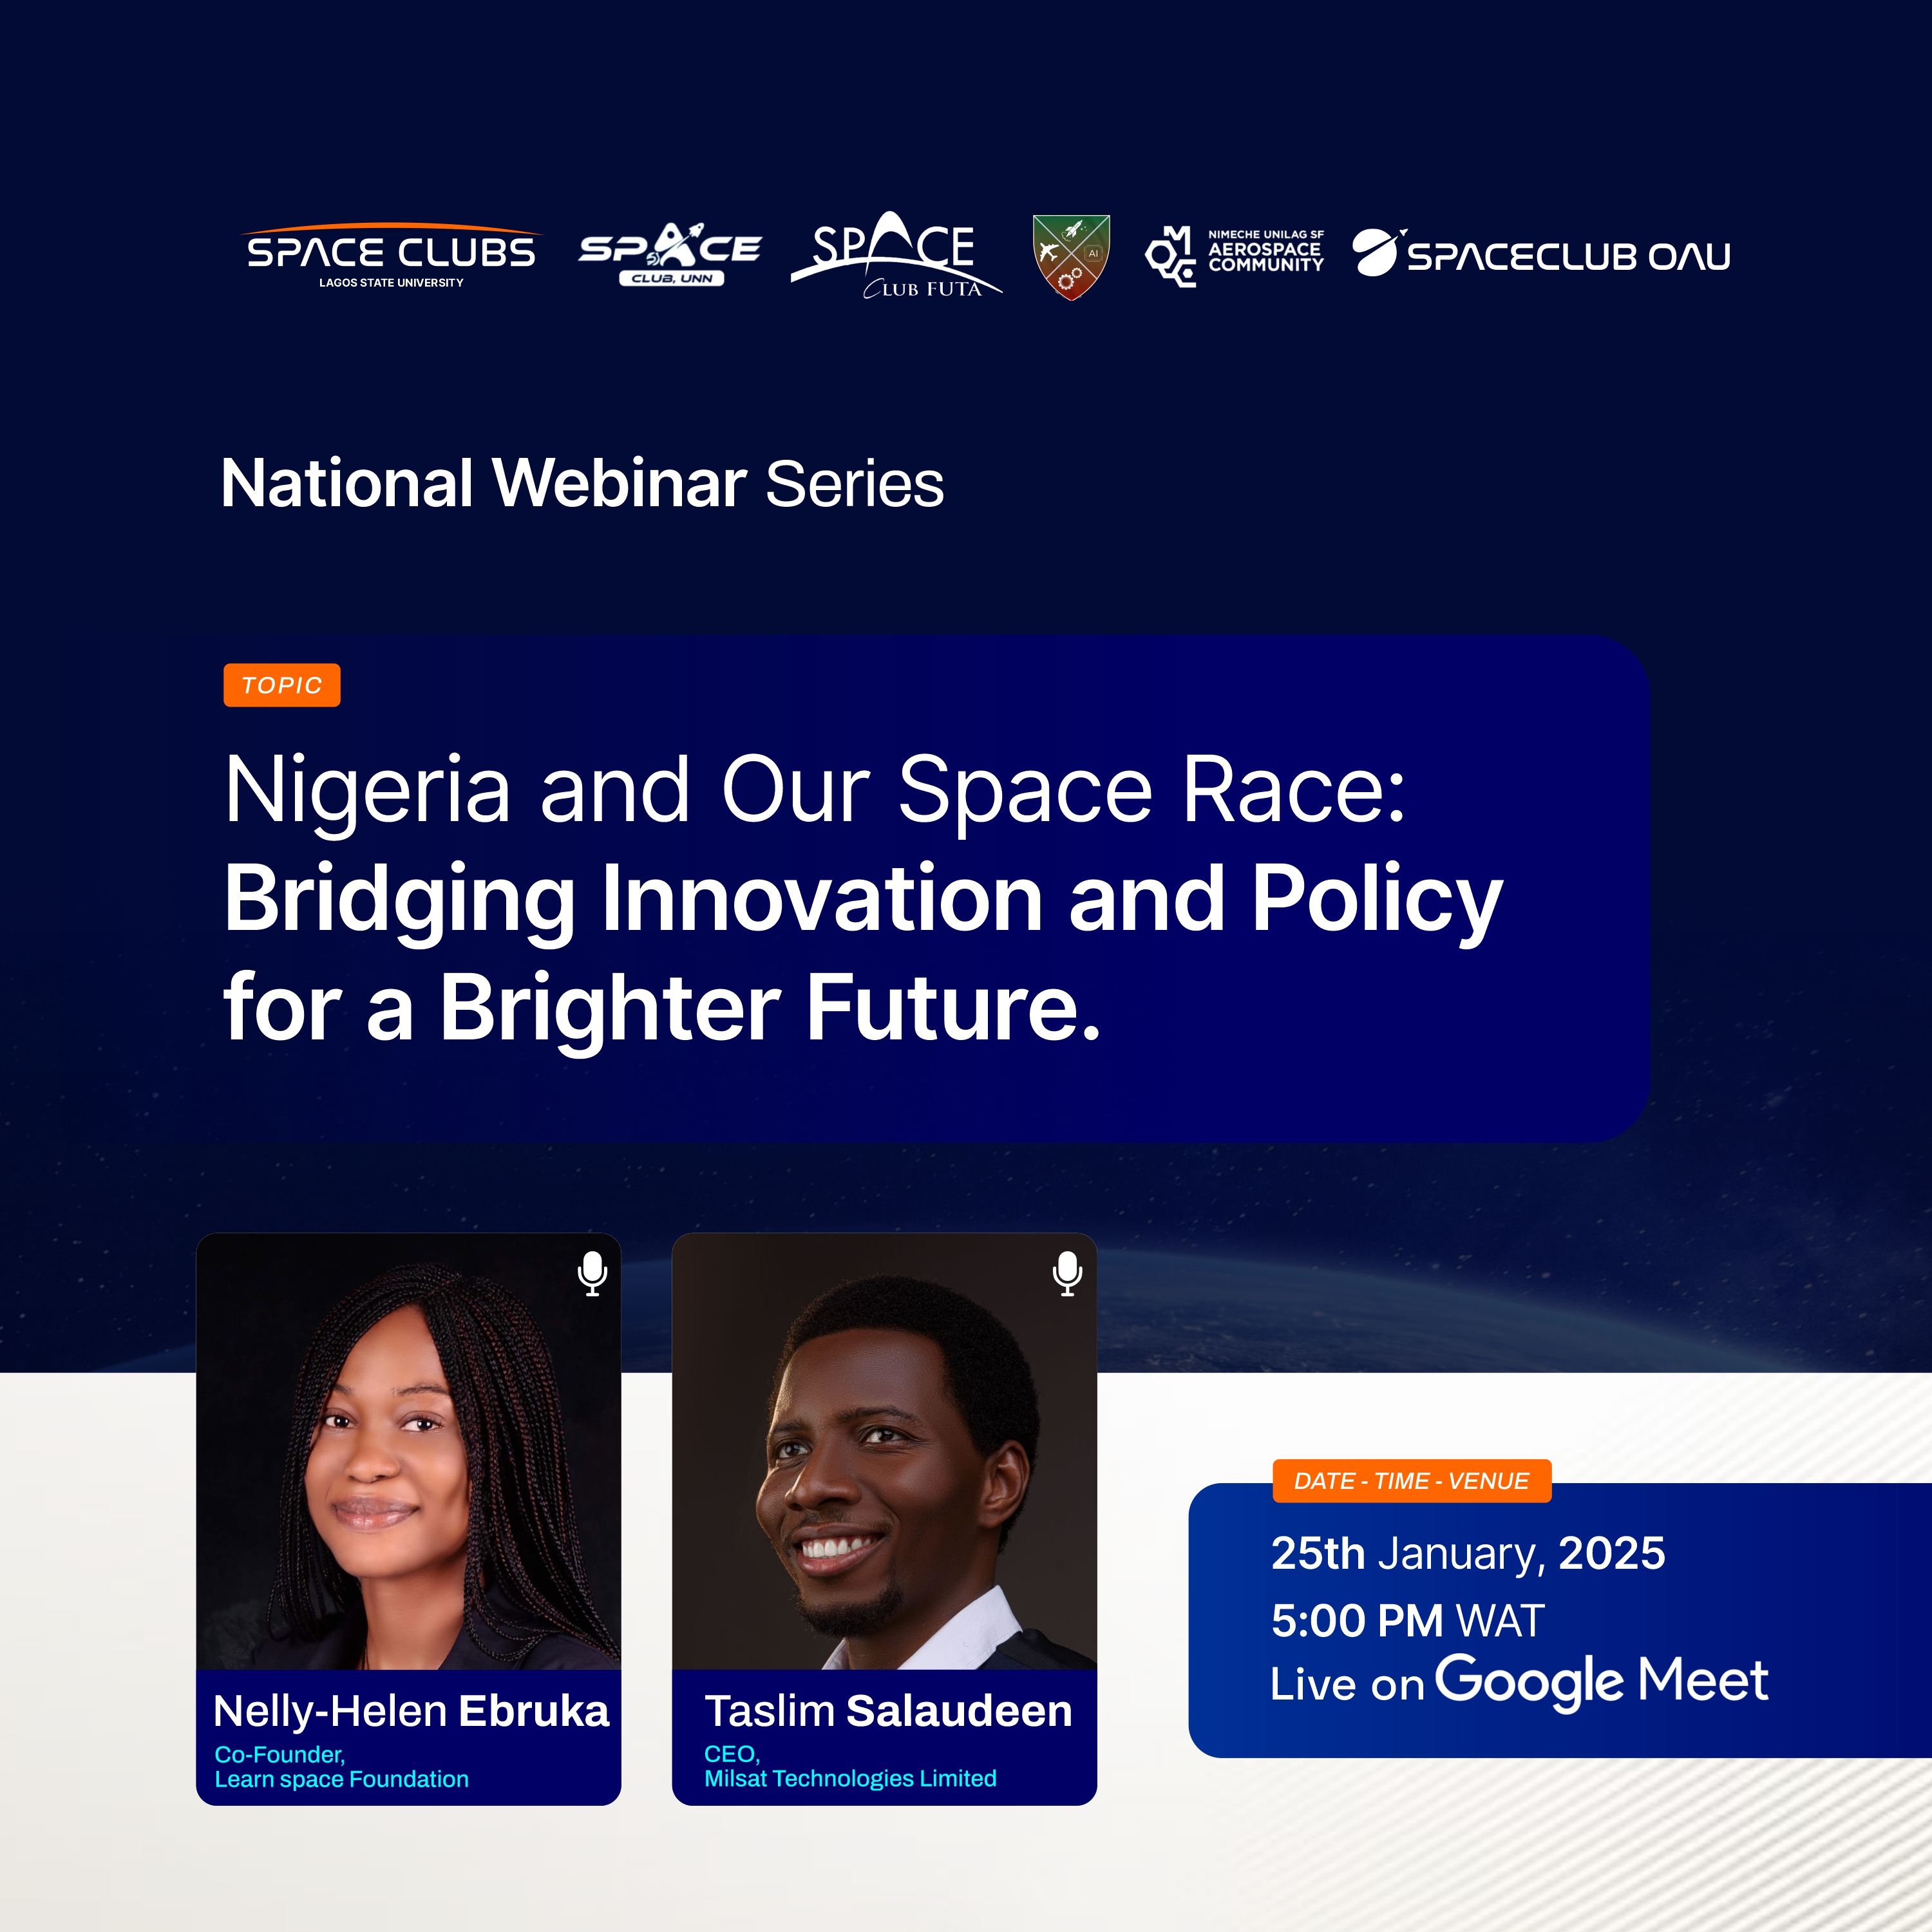 SPACE CLUBS
LAGOS STATE UNIVERSITY
SPACE
CLUB, UNN
SPACE
CLUB FUTA
AI
NIMECHE UNILAG SF
AEROSPACE
COMMUNITY
SPACECLUB OAU
National Webinar Series
TOPIC
Nigeria and Our Space Race:
Bridging Innovation and Policy
for a Brighter Future.
Nelly-Helen Ebruka
Co-Founder,
Learn space Foundation
Taslim Salaudeen
CEO,
Milsat Technologies Limited
DATE - TIME - VENUE
25th January, 2025
5:00 PM WAT
Live on Google Meet